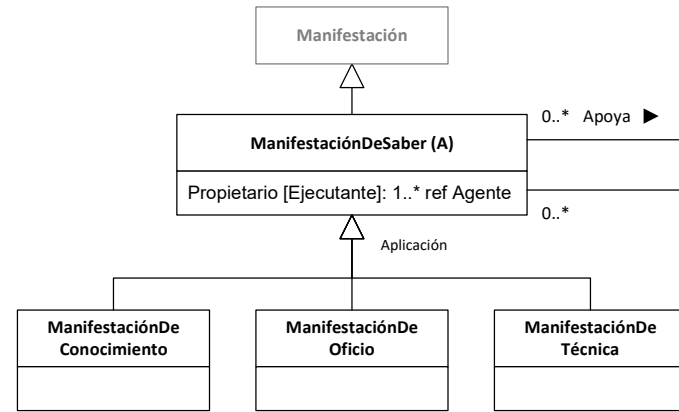 Manifestación
0..* Apoya ►
ManifestaciónDeSaber (A)
Propietario [Ejecutante]: 1..* ref Agente
0..*
Aplicación
ManifestaciónDe
Conocimiento
ManifestaciónDe
Oficio
ManifestaciónDe
Técnica